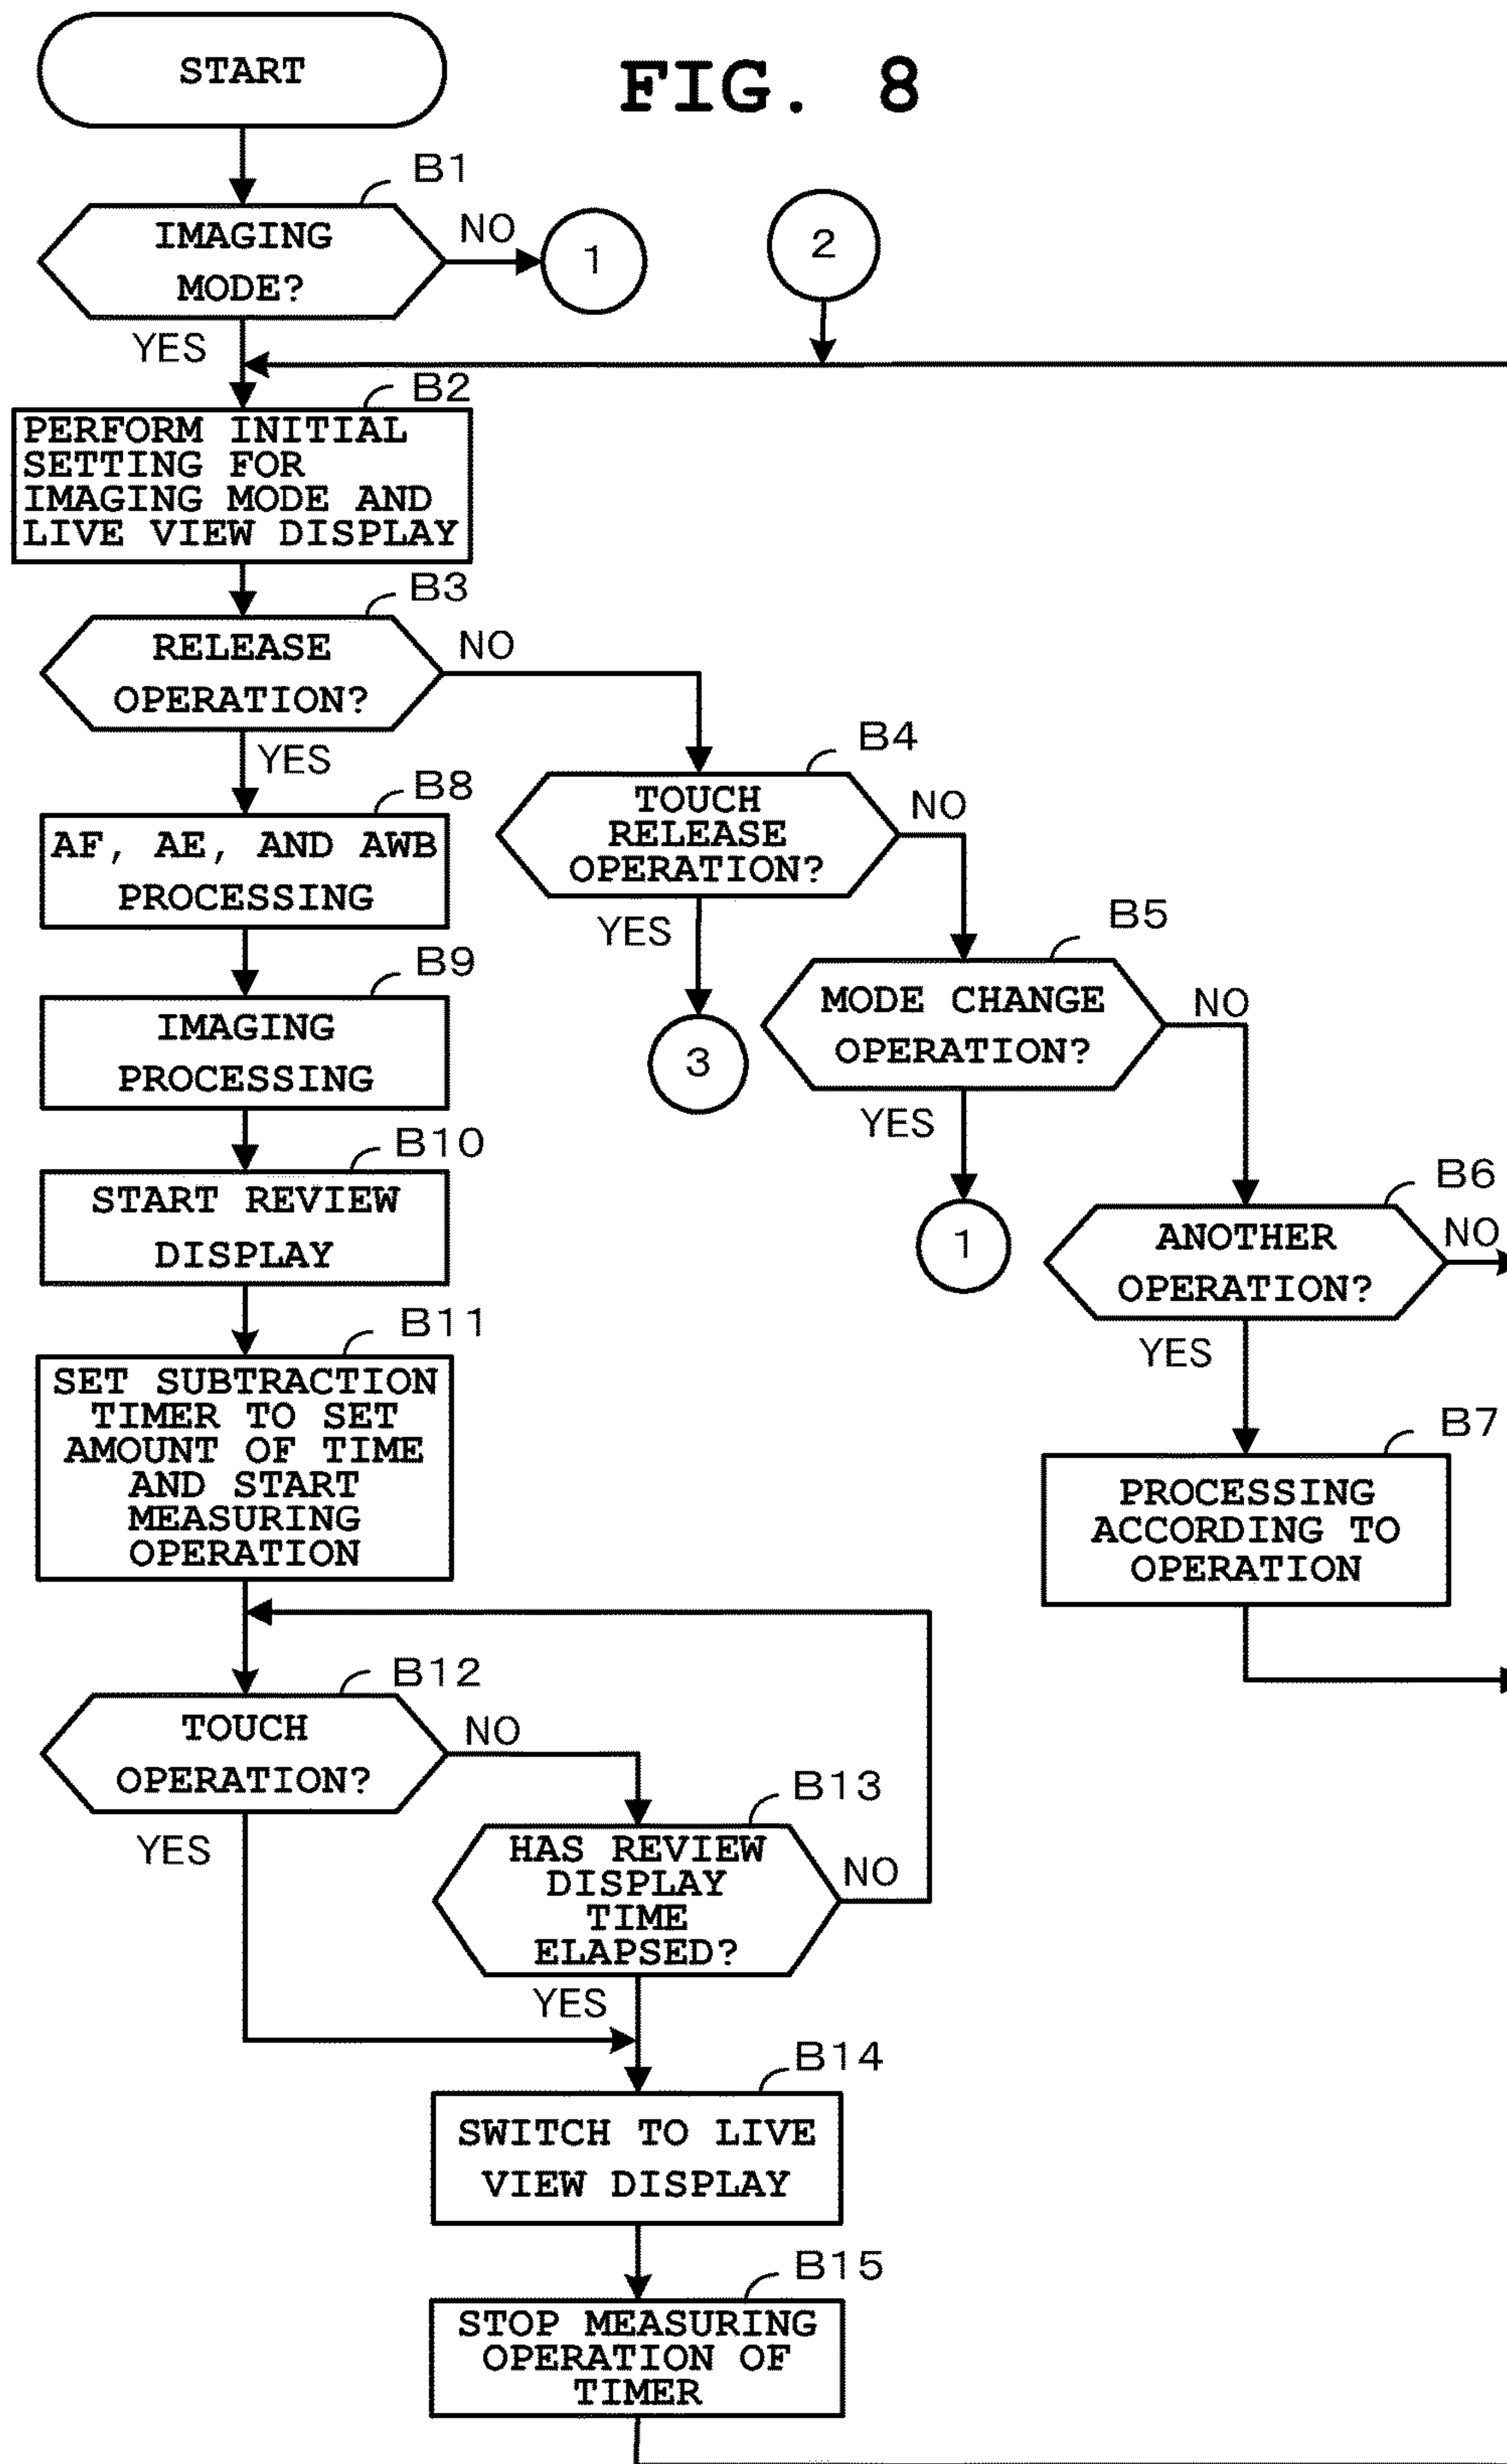 START
FIG. 8
B1
IMAGING
MODE?
NO
1
2
YES
B2
PERFORM INITIAL
SETTING FOR
IMAGING MODE AND
LIVE VIEW DISPLAY
B3
RELEASE
OPERATION?
NO
YES
B4
TOUCH
RELEASE
OPERATION?
NO
YES
3
B5
MODE CHANGE
OPERATION?
NO
YES
1
B6
ANOTHER
OPERATION?
NO
YES
B7
PROCESSING
ACCORDING TO
OPERATION
B8
AF, AE, AND AWB
PROCESSING
B9
IMAGING
PROCESSING
B10
START REVIEW
DISPLAY
B11
SET SUBTRACTION
TIMER TO SET
AMOUNT OF TIME
AND START
MEASURING
OPERATION
B12
TOUCH
OPERATION?
NO
YES
B13
HAS REVIEW
DISPLAY
TIME
ELAPSED?
NO
YES
B14
SWITCH TO LIVE
VIEW DISPLAY
B15
STOP MEASURING
OPERATION OF
TIMER